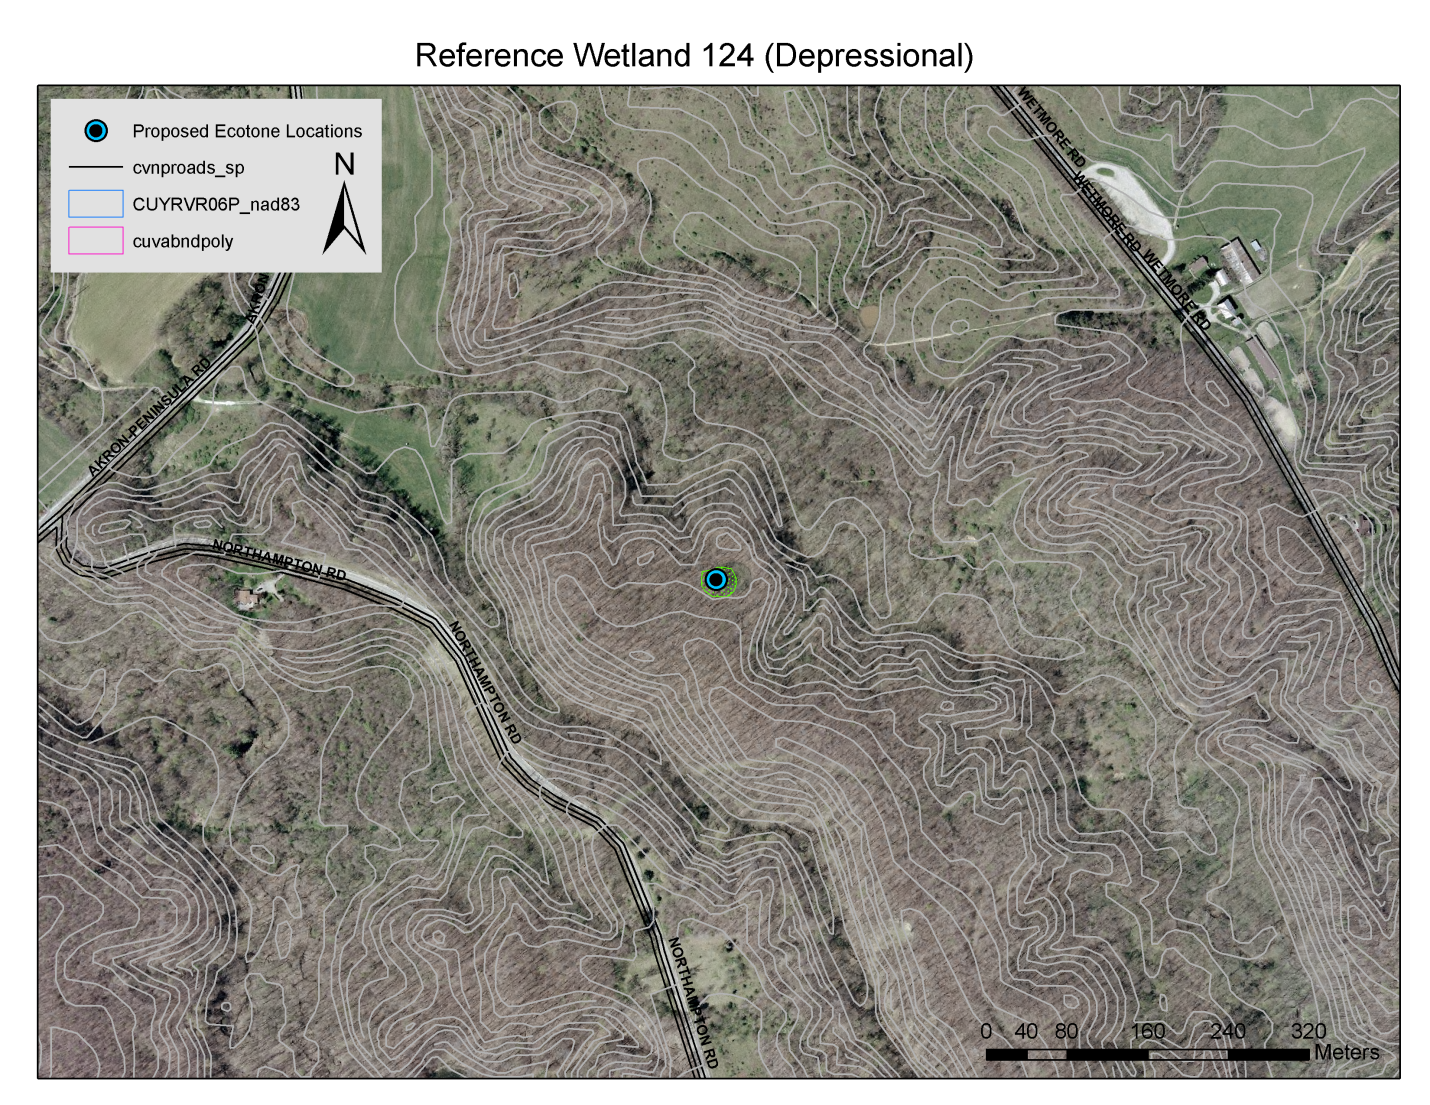 Reference Wetland 124 (Depressional)
Proposed Ecotone Locations
cvnproads_sp
CUYRVR06P_nad83
cuvabndpoly
N
WETMORE RD
WETMORE RD
WETMORE RD
AKRON
AKRON-PENINSULA RD
NORTHAMPTON RD
NORTHAMPTON RD
NORTHAMPTON RD
0 40 80 160 240 320
Meters